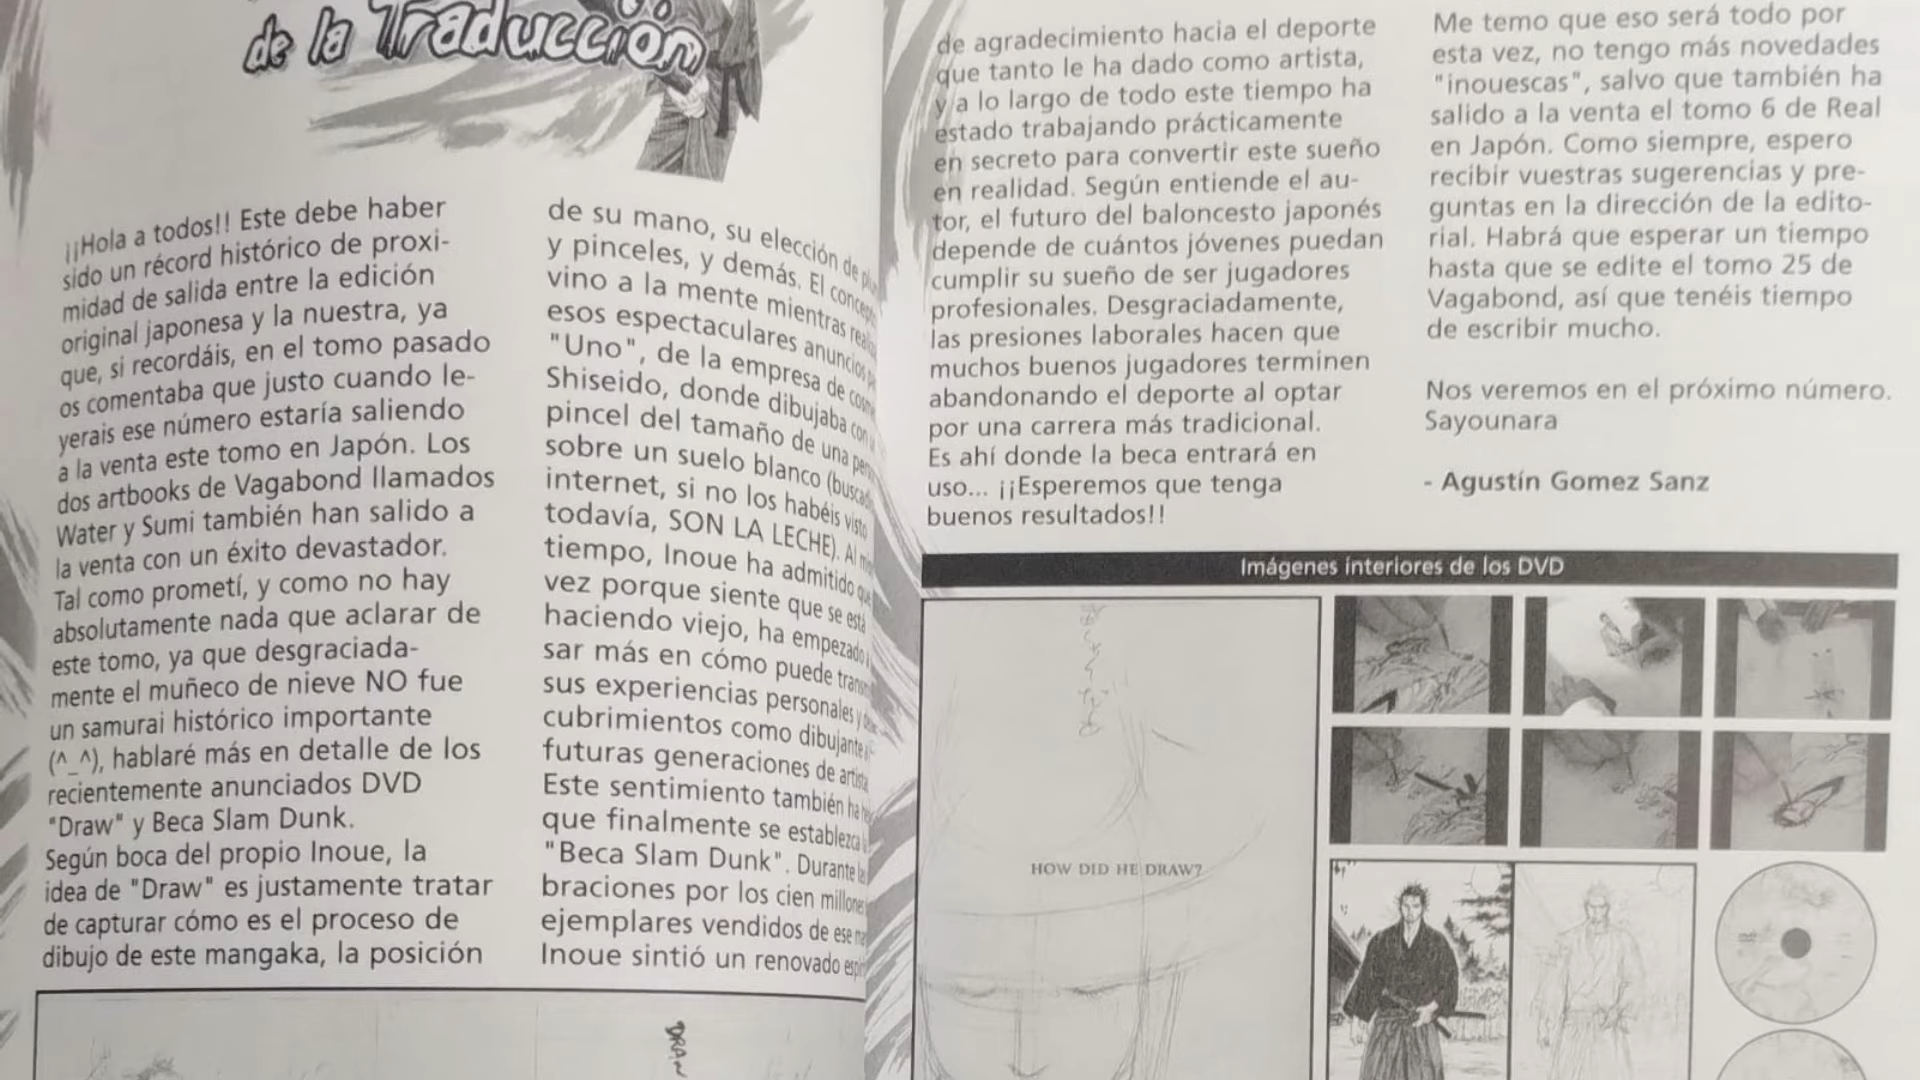 de la Traducción
¡¡Hola a todos!! Este debe haber
sido un récord histórico de proxi-
midad de salida entre la edición
original japonesa y la nuestra, ya
que, si recordáis, en el tomo pasado
os comentaba que justo cuando le-
yerais ese número estaría saliendo
a la venta este tomo en Japón. Los
dos artbooks de Vagabond llamados
Water y Sumi también han salido a
la venta con un éxito devastador.
Tal como prometí, y como no hay
absolutamente nada que aclarar de
este tomo, ya que desgraciada-
mente el muñeco de nieve NO fue
un samurai histórico importante
(^_^), hablaré más en detalle de los
recientemente anunciados DVD
"Draw" y Beca Slam Dunk.
Según boca del propio Inoue, la
idea de "Draw" es justamente tratar
de capturar cómo es el proceso de
dibujo de este mangaka, la posición
de su mano, su elección de
y pinceles, y demás. El
vino a la mente mientras
esos espectaculares anuncios
"Uno", de la empresa de
Shiseido, donde dibujaba con
pincel del tamaño de una
sobre un suelo blanco
internet, si no los habéis visto
todavía, SON LA LECHE). Al
tiempo, Inoue ha admitido
vez porque siente que se está
haciendo viejo, ha empezado
sar más en cómo puede
sus experiencias personales y
cubrimientos como dibujante
futuras generaciones de
Este sentimiento también ha
que finalmente se establezca
"Beca Slam Dunk". Durante
braciones por los cien millones
ejemplares vendidos de ese
Inoue sintió un renovado
de agradecimiento hacia el deporte
que tanto le ha dado como artista,
y a lo largo de todo este tiempo ha
estado trabajando prácticamente
en secreto para convertir este sueño
en realidad. Según entiende el au-
tor, el futuro del baloncesto japonés
depende de cuántos jóvenes puedan
cumplir su sueño de ser jugadores
profesionales. Desgraciadamente,
las presiones laborales hacen que
muchos buenos jugadores terminen
abandonando el deporte al optar
por una carrera más tradicional.
Es ahí donde la beca entrará en
uso... ¡¡Esperemos que tenga
buenos resultados!!
Me temo que eso será todo por
esta vez, no tengo más novedades
"inouescas", salvo que también ha
salido a la venta el tomo 6 de Real
en Japón. Como siempre, espero
recibir vuestras sugerencias y pre-
guntas en la dirección de la edito-
rial. Habrá que esperar un tiempo
hasta que se edite el tomo 25 de
Vagabond, así que tenéis tiempo
de escribir mucho.
Nos veremos en el próximo número.
Sayounara
- Agustín Gomez Sanz
Imágenes interiores de los DVD
HOW DID HE DRAW?
DRAW